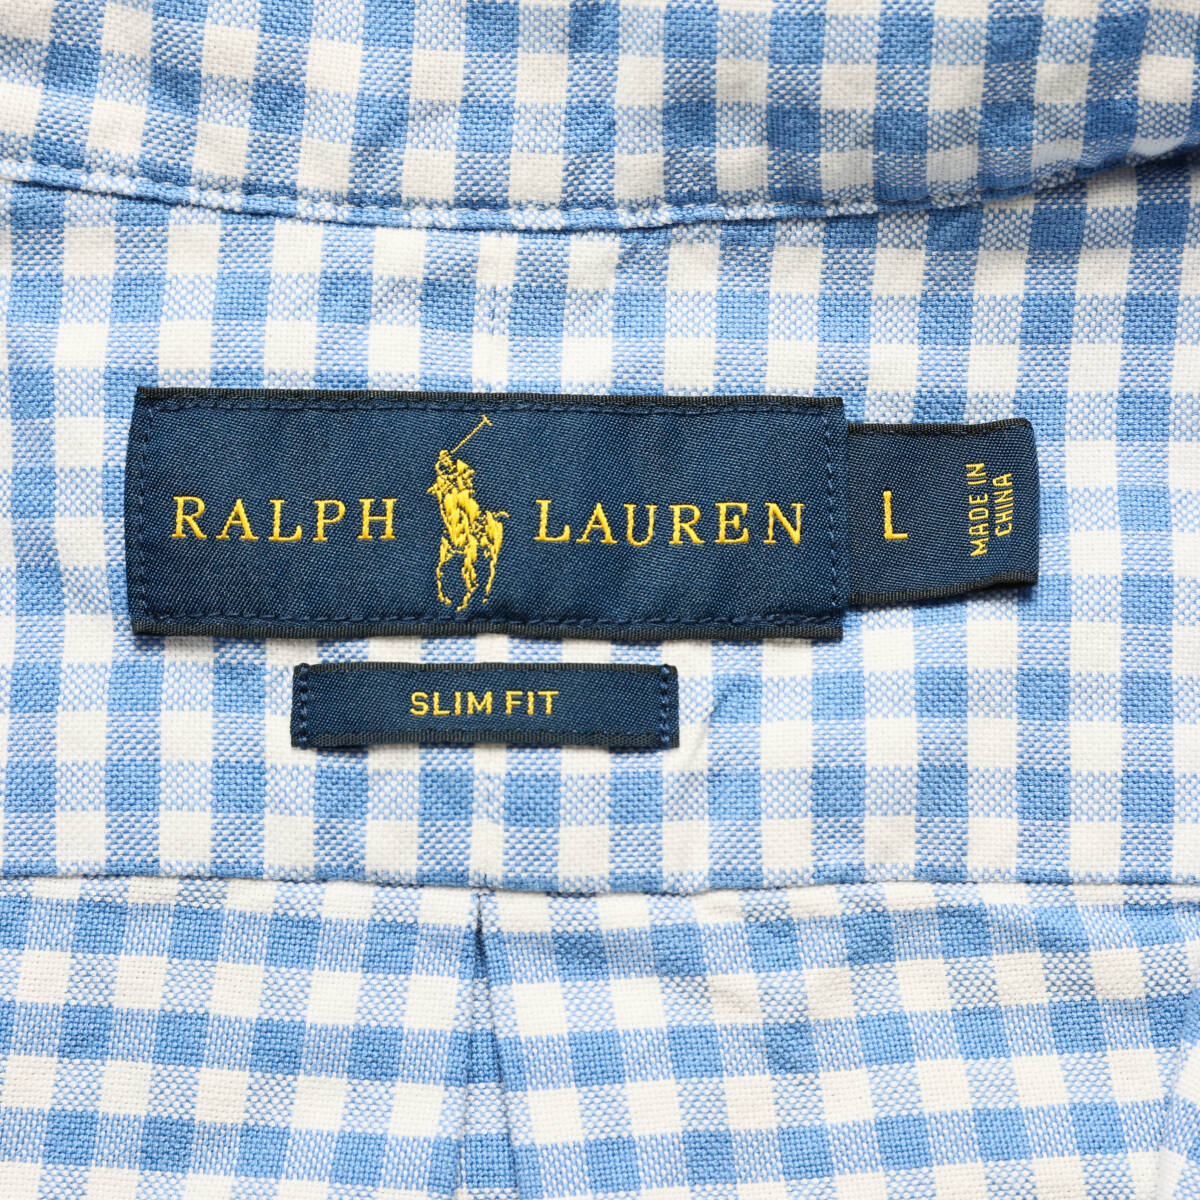 RALPH LAUREN
L
MADE IN
CHINA
SLIM FIT